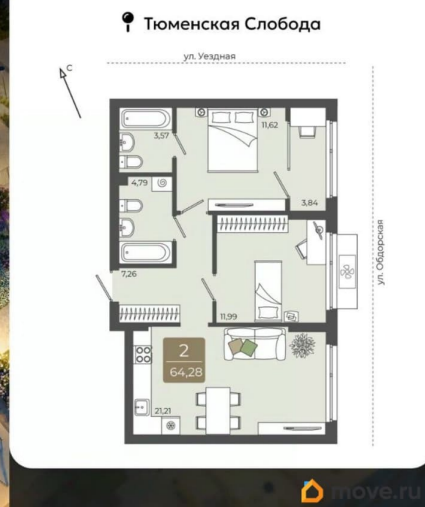 Тюменская Слобода
ул. Уездная
С
3,57
11,62
4,79
3,84
ул. Обдорская
7,26
11,99
2
64,28
21,21
move.ru